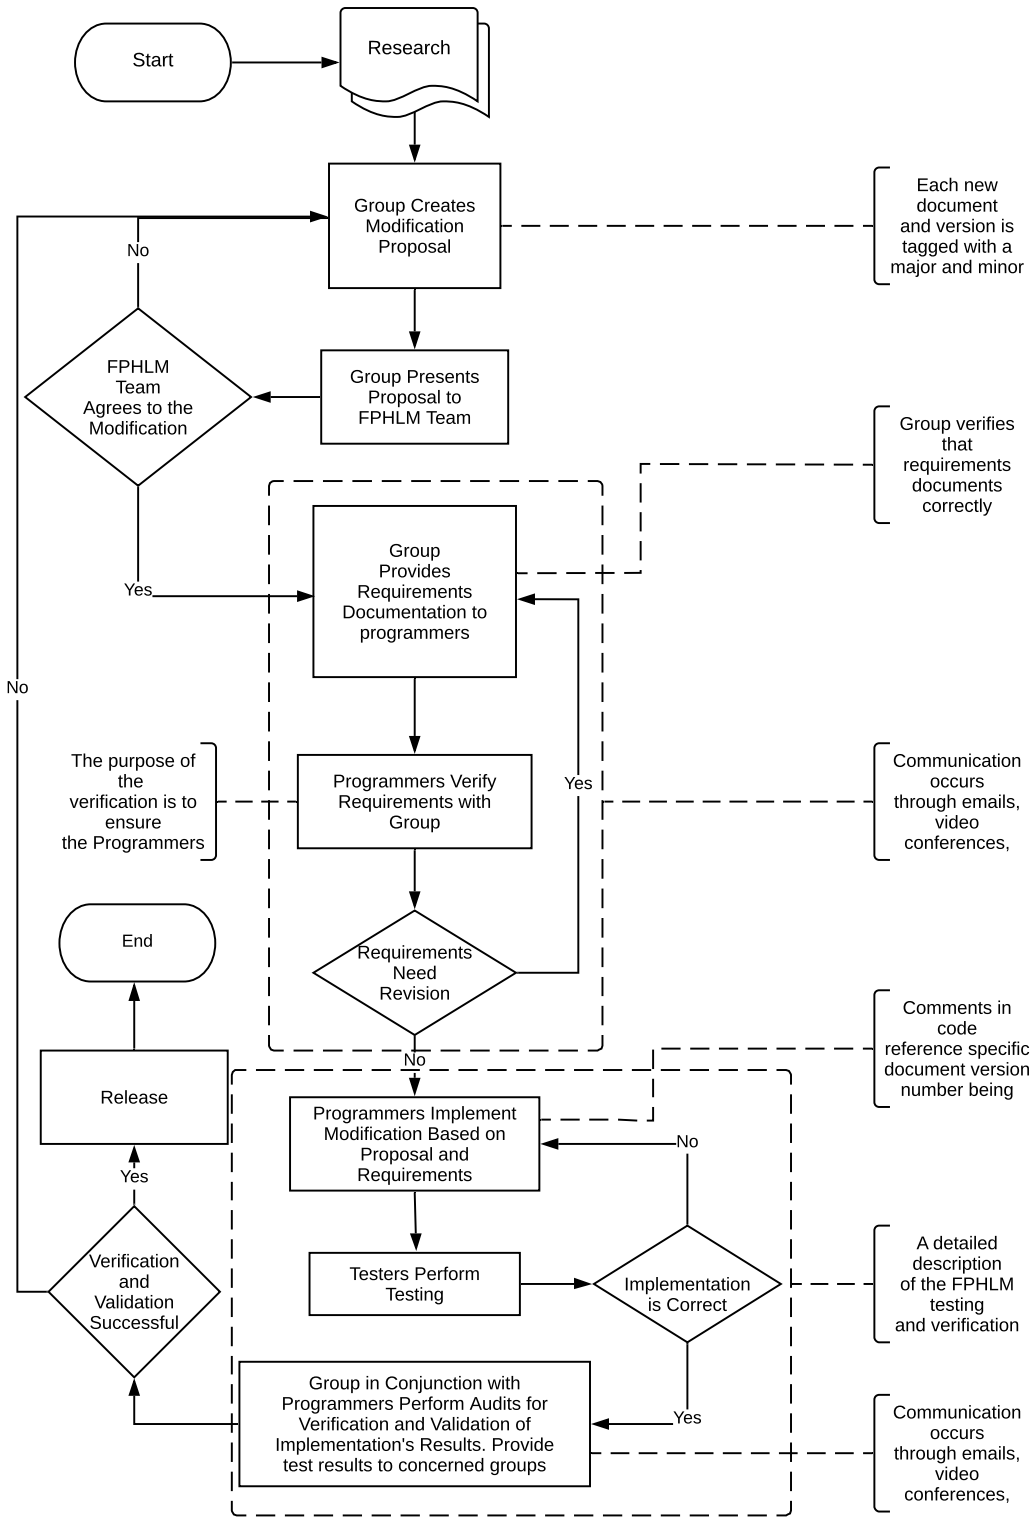 Start
Research
Group Creates
Modification
Proposal
Each new
document
and version is
tagged with a
major and minor
No
FPHLM
Team
Agrees to the
Modification
Group Presents
Proposal to
FPHLM Team
Group verifies
that
requirements
documents
correctly
Yes
Group
Provides
Requirements
Documentation to
programmers
No
The purpose of
the
verification is to
ensure
the Programmers
Programmers Verify
Requirements with
Group
Yes
Communication
occurs
through emails,
video
conferences,
End
Requirements
Need
Revision
No
Comments in
code
reference specific
document version
number being
Release
Programmers Implement
Modification Based on
Proposal and
Requirements
No
Yes
Verification
and
Validation
Successful
Testers Perform
Testing
Implementation
is Correct
A detailed
description
of the FPHLM
testing
and verification
Group in Conjunction with
Programmers Perform Audits for
Verification and Validation of
Implementation's Results. Provide
test results to concerned groups
Yes
Communication
occurs
through emails,
video
conferences,